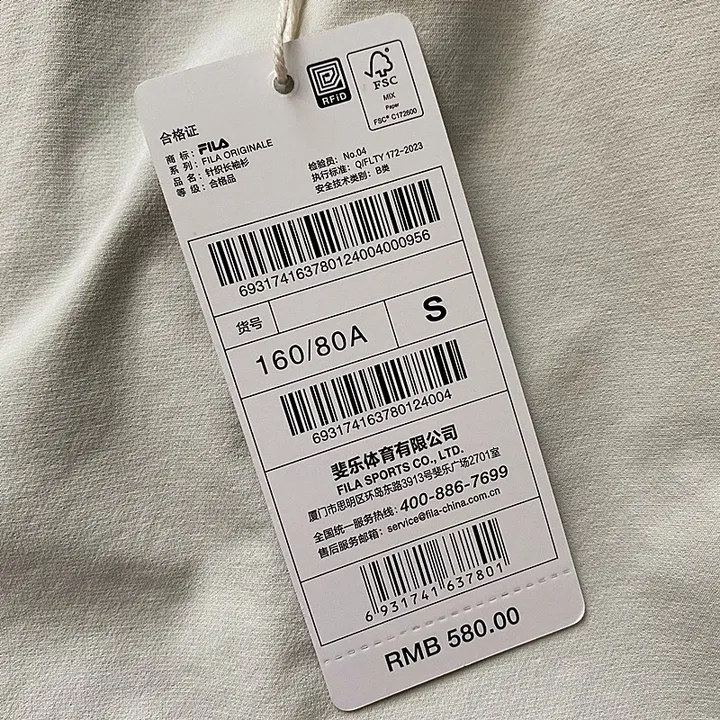 RFID
FSC
MIX
Paper
FSC® C172600
合格证
商 标：FILA
系 列：FILA ORIGINALE
品 名：针织长袖衫
等 级：合格品
检验员：No.04
执行标准：Q/FLTY 172-2023
安全技术类别：B类
693174163780124004000956
货号
160/80A
S
693174163780124004
斐乐体育有限公司
FILA SPORTS CO., LTD.
厦门市思明区环岛东路3913号斐乐广场2701室
全国统一服务热线：400-886-7699
售后服务邮箱：service@fila-china.com.cn
6 931741 637801
RMB 580.00